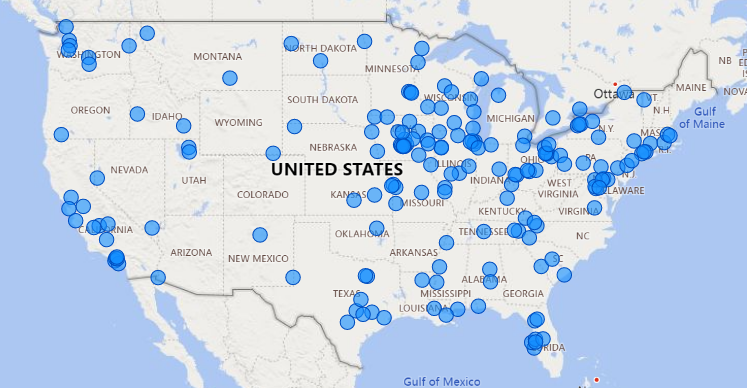 WASHINGTON
MONTANA
NORTH DAKOTA
MINNESOTA
Ottawa
MAINE
NB
OREGON
IDAHO
SOUTH DAKOTA
WISCONSIN
MICHIGAN
N.Y.
VT
N H
Gulf
of Maine
WYOMING
MASS
NEBRASKA
NEVADA
UTAH
UNITED STATES
ILLINOIS
INDIANA
OHIO
PA
N J
COLORADO
KANSAS
MISSOURI
WEST
VIRGINIA
DELAWARE
KENTUCKY
VIRGINIA
CALIFORNIA
ARIZONA
NEW MEXICO
OKLAHOMA
ARKANSAS
TENNESSEE
NC
SC
TEXAS
MISSISSIPPI
ALABAMA
GEORGIA
LOUISIANA
FLORIDA
Gulf of Mexico